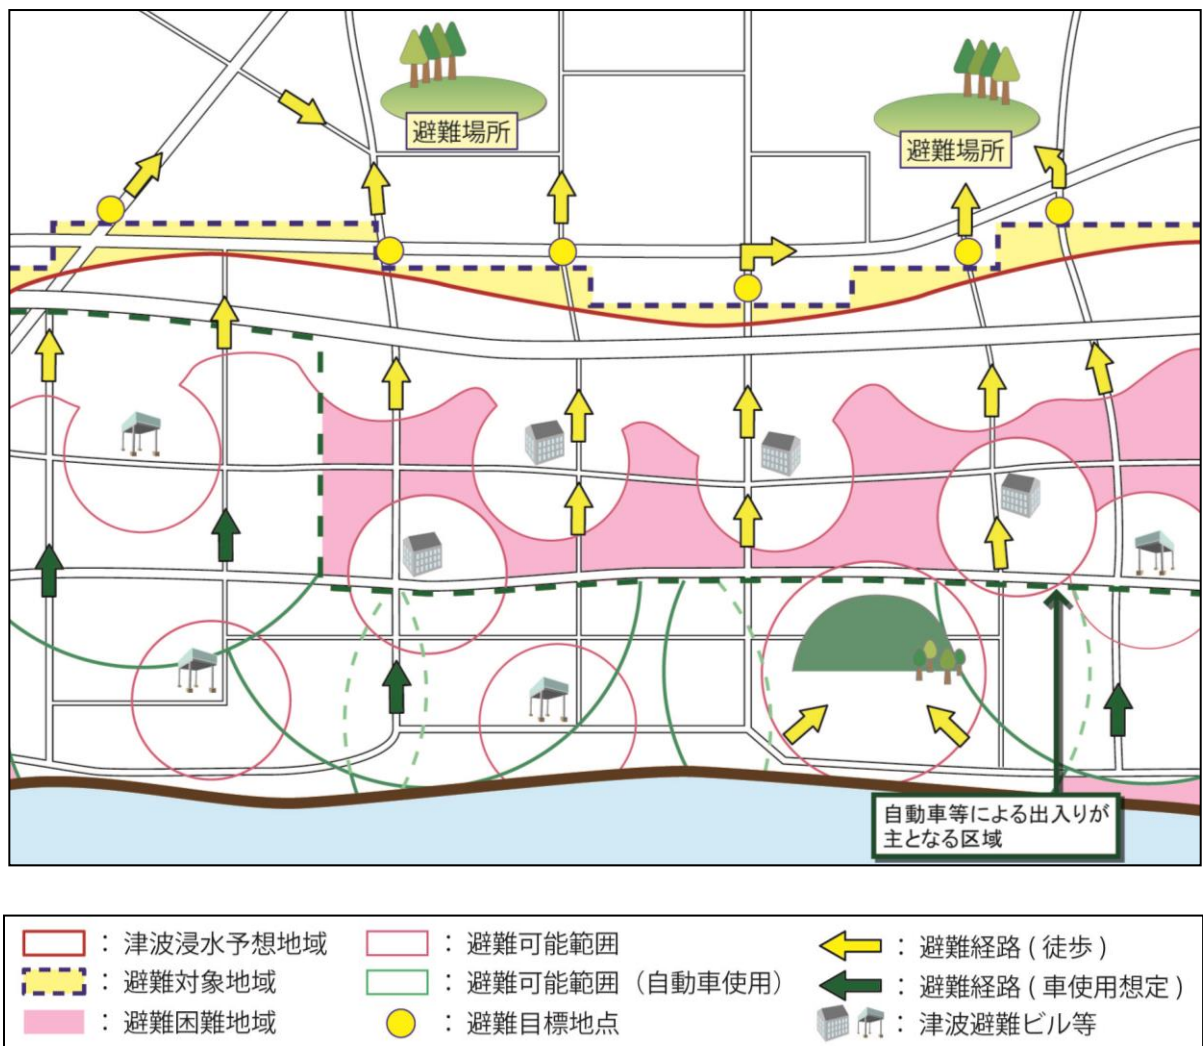 避難場所
避難場所
自動車等による出入りが
主となる区域
：津波浸水予想地域
：避難対象地域
：避難困難地域
：避難可能範囲
：避難可能範囲（自動車使用）
：避難目標地点
：避難経路(徒歩)
：避難経路(車使用想定)
：津波避難ビル等